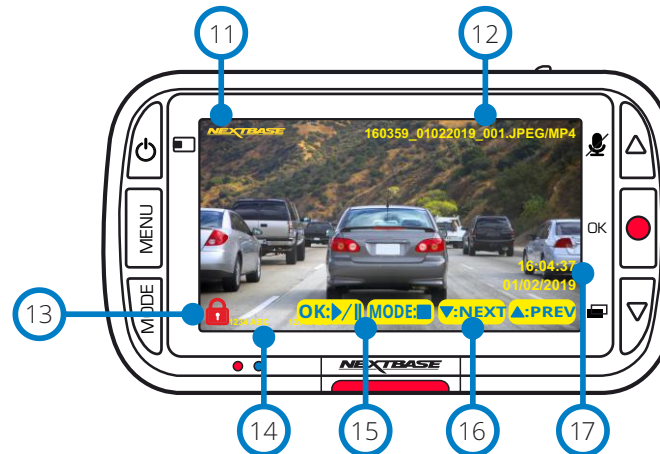 11
12
NEXTBASE
160359_01022019_001.JPEG/MP4
MENU
OK
16:04:37
01/02/2019
MODE
13
OK:▶/⏸
MODE:■
▼:NEXT
▲:PREV
NEXTBASE
14
15
16
17